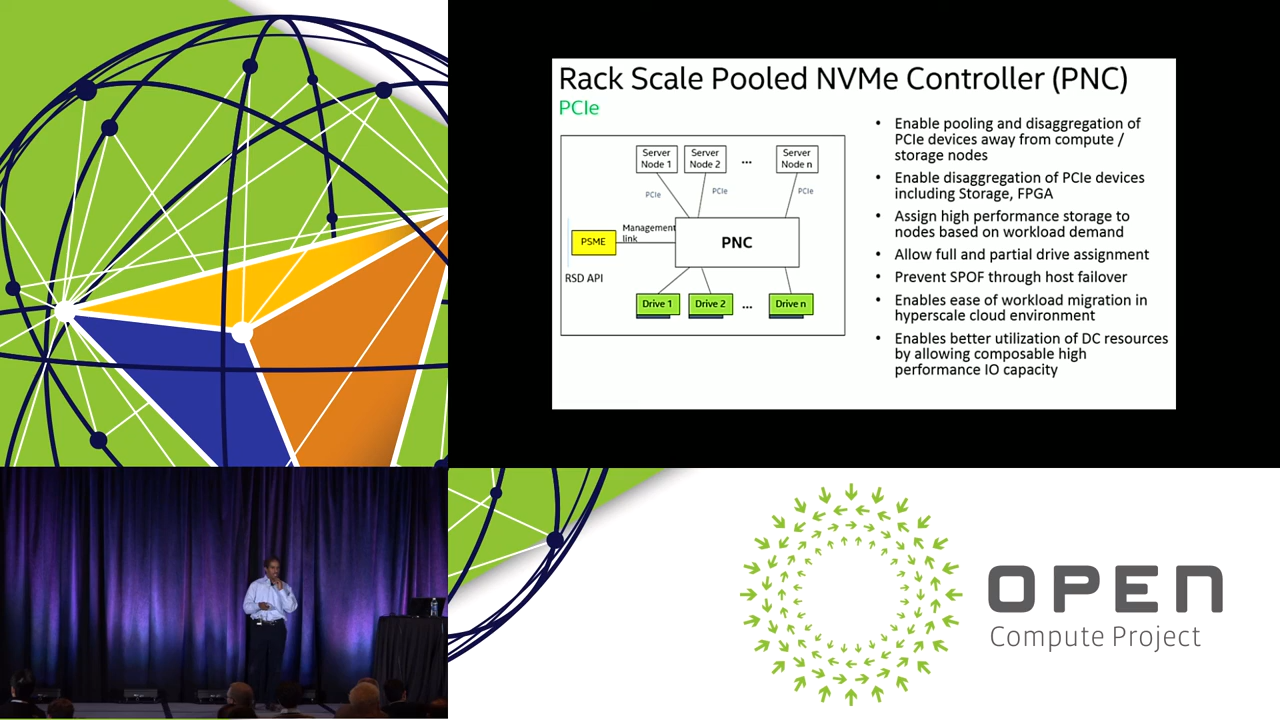 Rack Scale Pooled NVMe Controller (PNC)
PCIe
Server
Node 1
Server
Node 2
...
Server
Node n
PCIe
PCIe
PCIe
PSME
Management
link
PNC
RSD API
Drive 1
Drive 2
...
Drive n
• Enable pooling and disaggregation of
PCIe devices away from compute /
storage nodes
• Enable disaggregation of PCIe devices
including Storage, FPGA
• Assign high performance storage to
nodes based on workload demand
• Allow full and partial drive assignment
• Prevent SPOF through host failover
• Enables ease of workload migration in
hyperscale cloud environment
• Enables better utilization of DC resources
by allowing composable high
performance IO capacity
OPEN
Compute Project